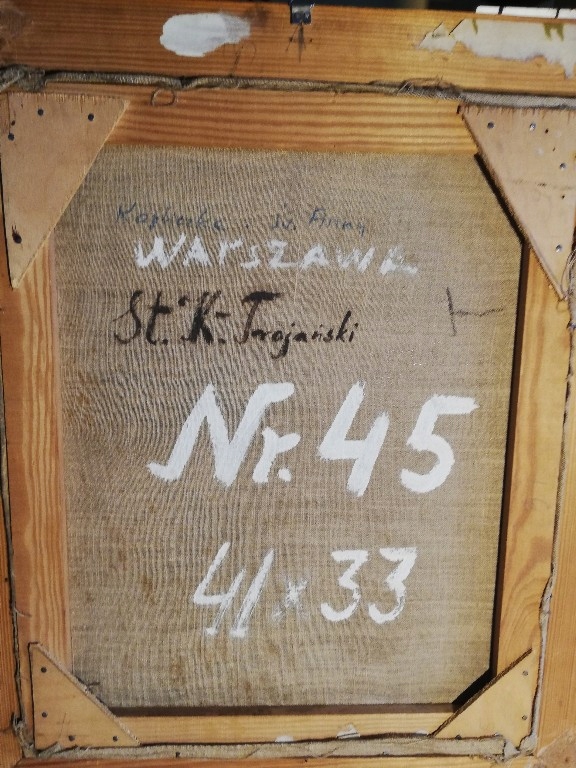 św. Anny
WArszAwA
St. K. Trojański
Nr. 45
41 x 33